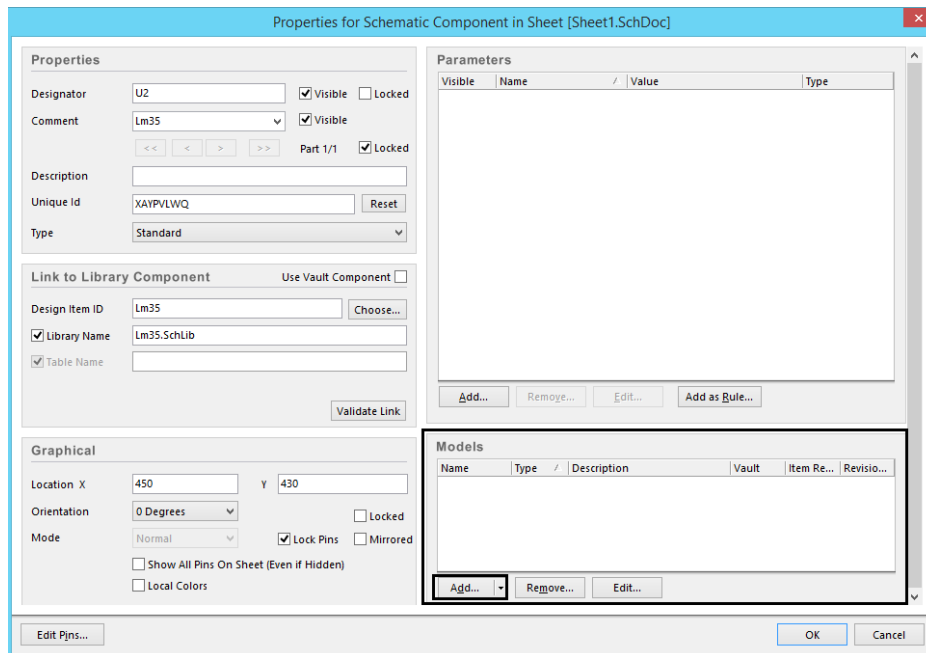 Properties for Schematic Component in Sheet [Sheet1.SchDoc]
Properties
Designator U2 Visible Locked
Comment Lm35 Visible
<< < > >> Part 1/1 Locked
Description
Unique Id XAYPVLWQ Reset
Type Standard
Link to Library Component Use Vault Component
Design Item ID Lm35 Choose...
Library Name Lm35.SchLib
Table Name
Validate Link
Graphical
Location X 450 Y 430
Orientation 0 Degrees Locked
Mode Normal Lock Pins Mirrored
Show All Pins On Sheet (Even if Hidden)
Local Colors
Parameters
Visible Name / Value Type
Add... Remove... Edit... Add as Rule...
Models
Name Type / Description Vault Item Re... Revisio...
Add... Remove... Edit...
Edit Pins... OK Cancel